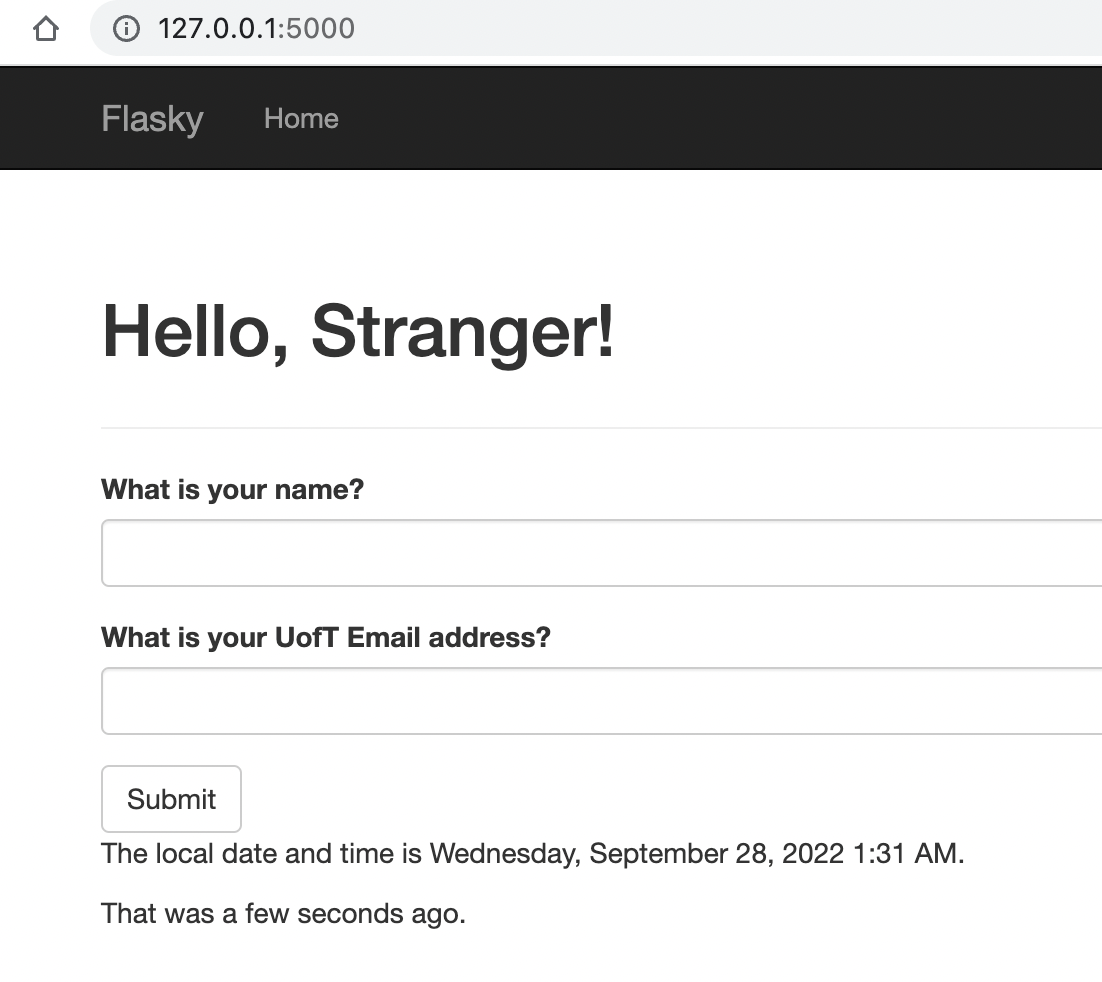 127.0.0.1:5000
Flasky Home
Hello, Stranger!
What is your name?
What is your UofT Email address?
Submit
The local date and time is Wednesday, September 28, 2022 1:31 AM.
That was a few seconds ago.